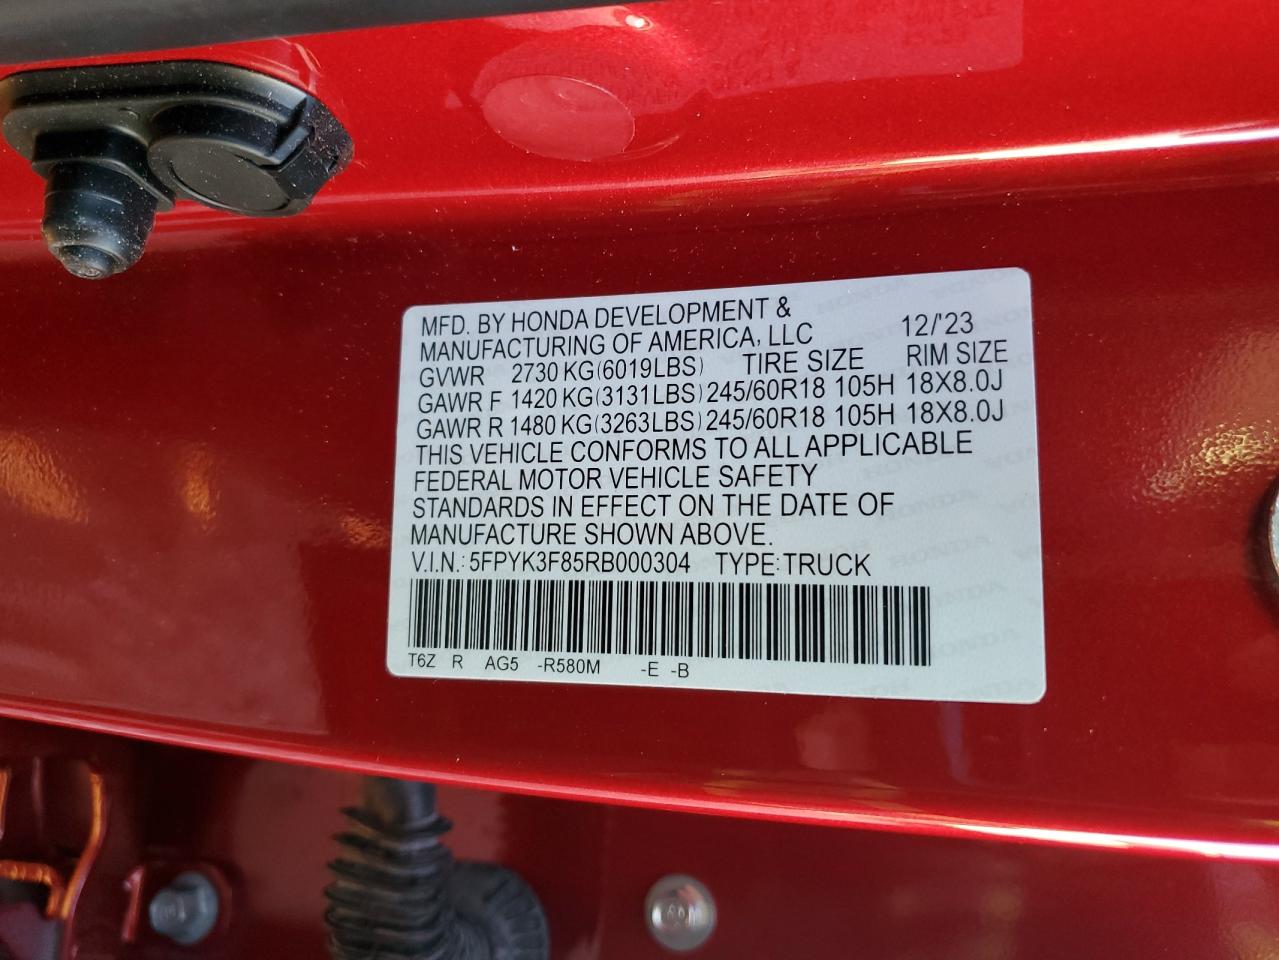 MFD. BY HONDA DEVELOPMENT &
MANUFACTURING OF AMERICA, LLC 12/'23
GVWR 2730 KG(6019LBS) TIRE SIZE RIM SIZE
GAWR F 1420 KG(3131LBS) 245/60R18 105H 18X8.0J
GAWR R 1480 KG(3263LBS) 245/60R18 105H 18X8.0J
THIS VEHICLE CONFORMS TO ALL APPLICABLE
FEDERAL MOTOR VEHICLE SAFETY
STANDARDS IN EFFECT ON THE DATE OF
MANUFACTURE SHOWN ABOVE.
V.I.N.: 5FPYK3F85RB000304 TYPE: TRUCK
T6Z R AG5 -R580M -E -B